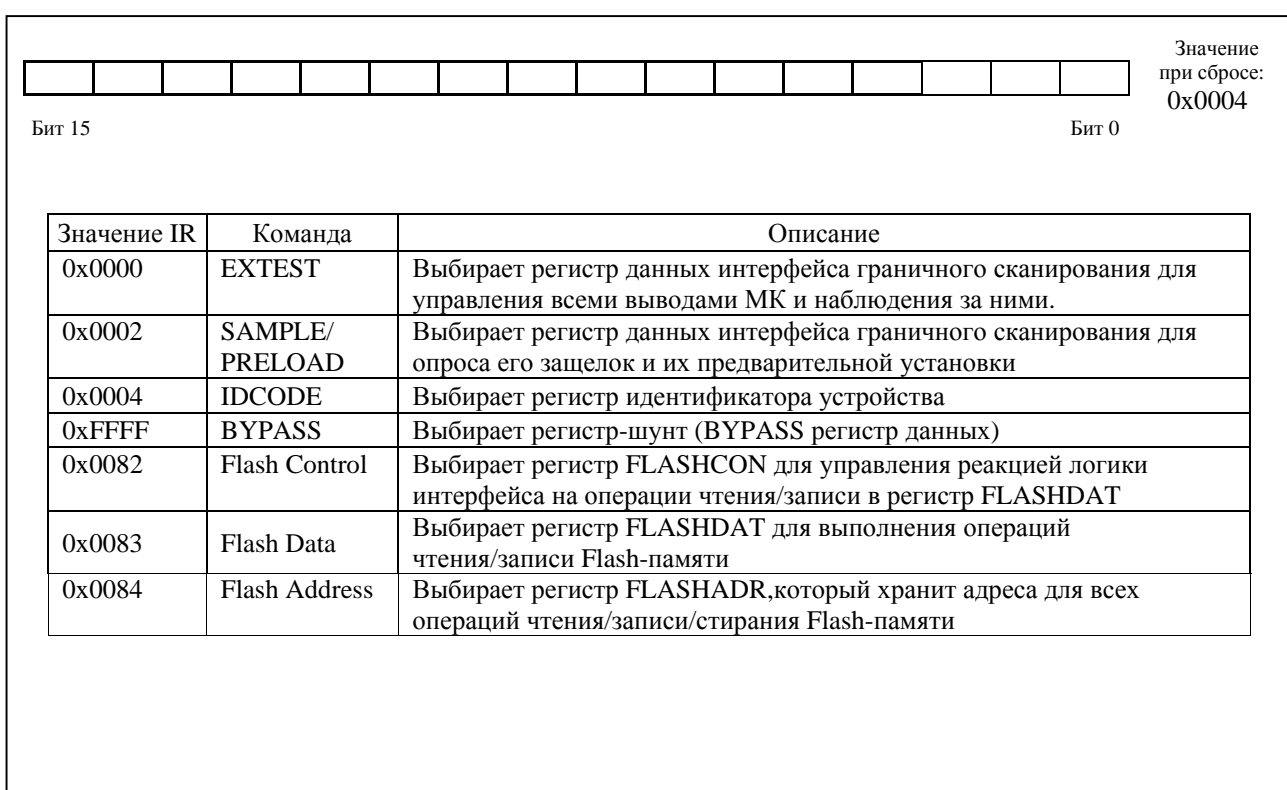 Значение
при сбросе:
0x0004
Бит 15 Бит 0
Значение IR Команда Описание
0x0000 EXTEST Выбирает регистр данных интерфейса граничного сканирования для
управления всеми выводами МК и наблюдения за ними.
0x0002 SAMPLE/ Выбирает регистр данных интерфейса граничного сканирования для
PRELOAD опроса его защелок и их предварительной установки
0x0004 IDCODE Выбирает регистр идентификатора устройства
0xFFFF BYPASS Выбирает регистр-шунт (BYPASS регистр данных)
0x0082 Flash Control Выбирает регистр FLASHCON для управления реакцией логики
интерфейса на операции чтения/записи в регистр FLASHDAT
0x0083 Flash Data Выбирает регистр FLASHDAT для выполнения операций
чтения/записи Flash-памяти
0x0084 Flash Address Выбирает регистр FLASHADR,который хранит адреса для всех
операций чтения/записи/стирания Flash-памяти